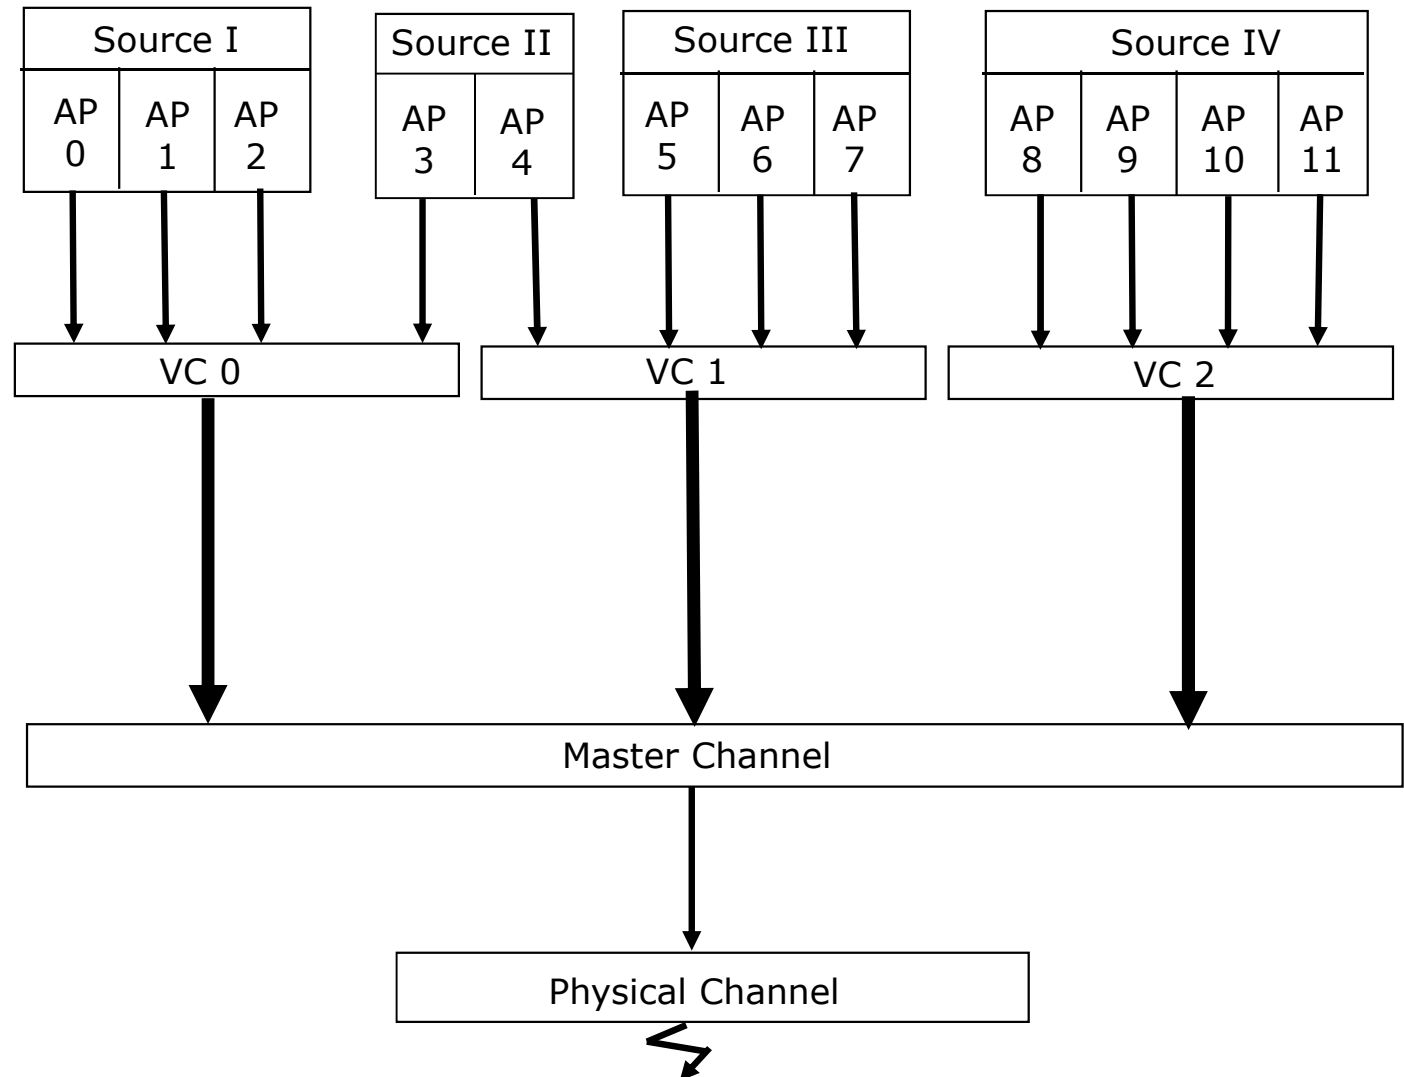 Source I
AP
0
AP
1
AP
2
Source II
AP
3
AP
4
Source III
AP
5
AP
6
AP
7
Source IV
AP
8
AP
9
AP
10
AP
11
VC 0
VC 1
VC 2
Master Channel
Physical Channel